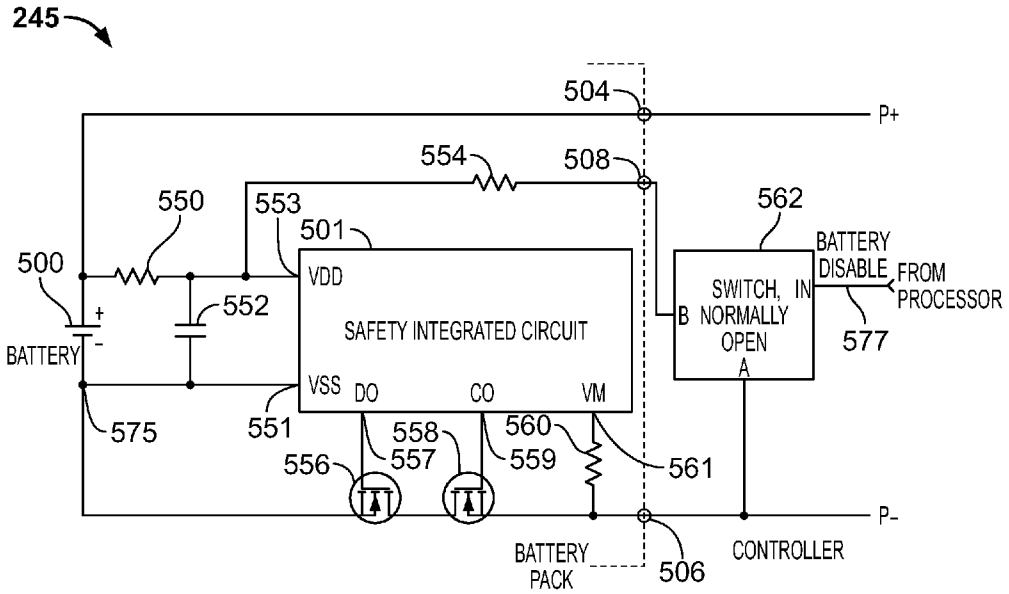 245
504
P+
508
554
550
553
501
562
500
VDD
BATTERY
DISABLE
FROM
PROCESSOR
552
+
−
SAFETY INTEGRATED CIRCUIT
SWITCH,
NORMALLY
OPEN
IN
B
A
577
BATTERY
VSS
DO
CO
VM
575
551
558
560
556
557
559
561
P−
BATTERY
PACK
506
CONTROLLER